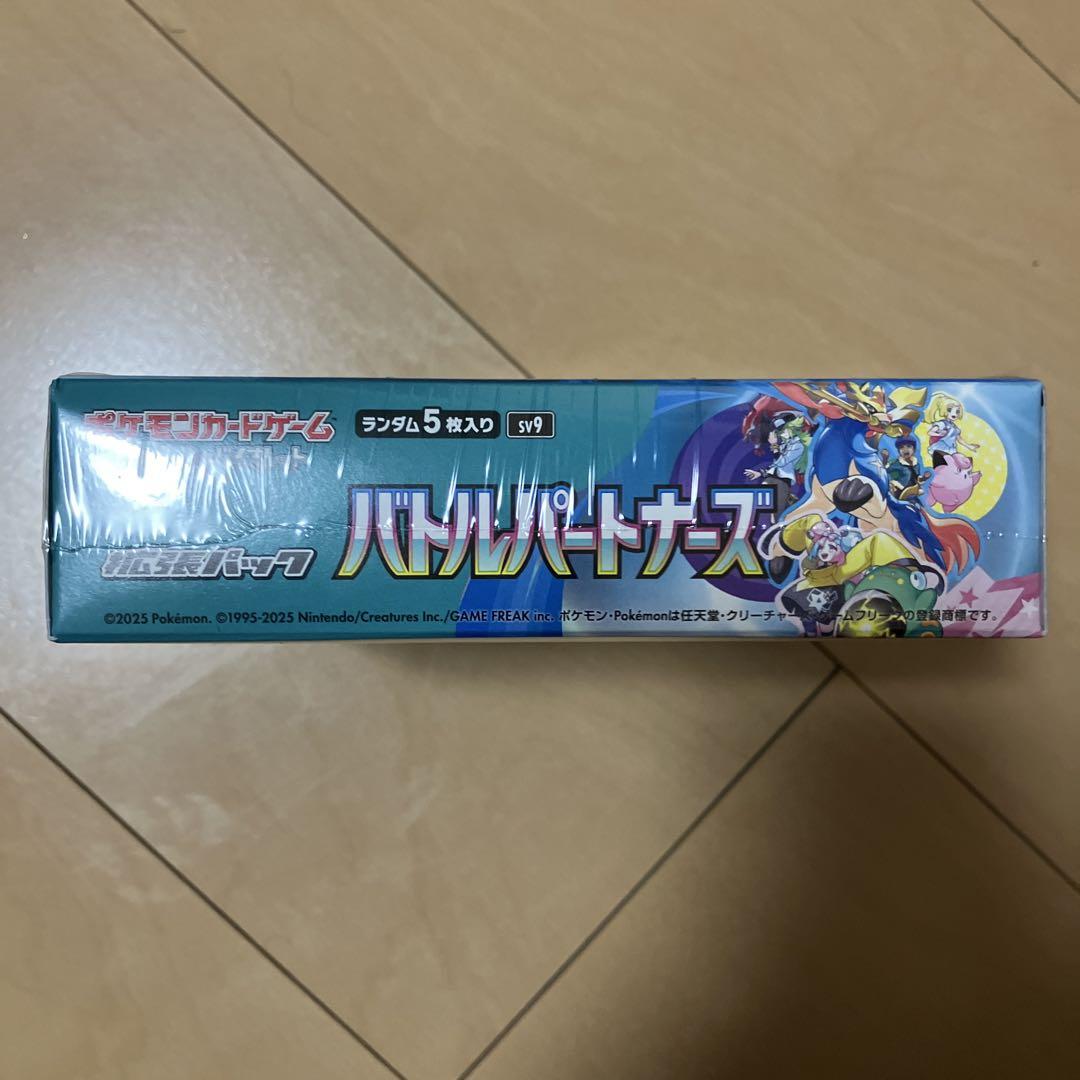 ポケモンカードゲーム
ランダム5枚入り SV9
拡張パック
バトルパートナーズ
©2025 Pokémon. ©1995-2025 Nintendo/Creatures Inc./GAME FREAK inc. ポケモン・Pokémonは任天堂・クリーチャーズ・ゲームフリークの登録商標です。